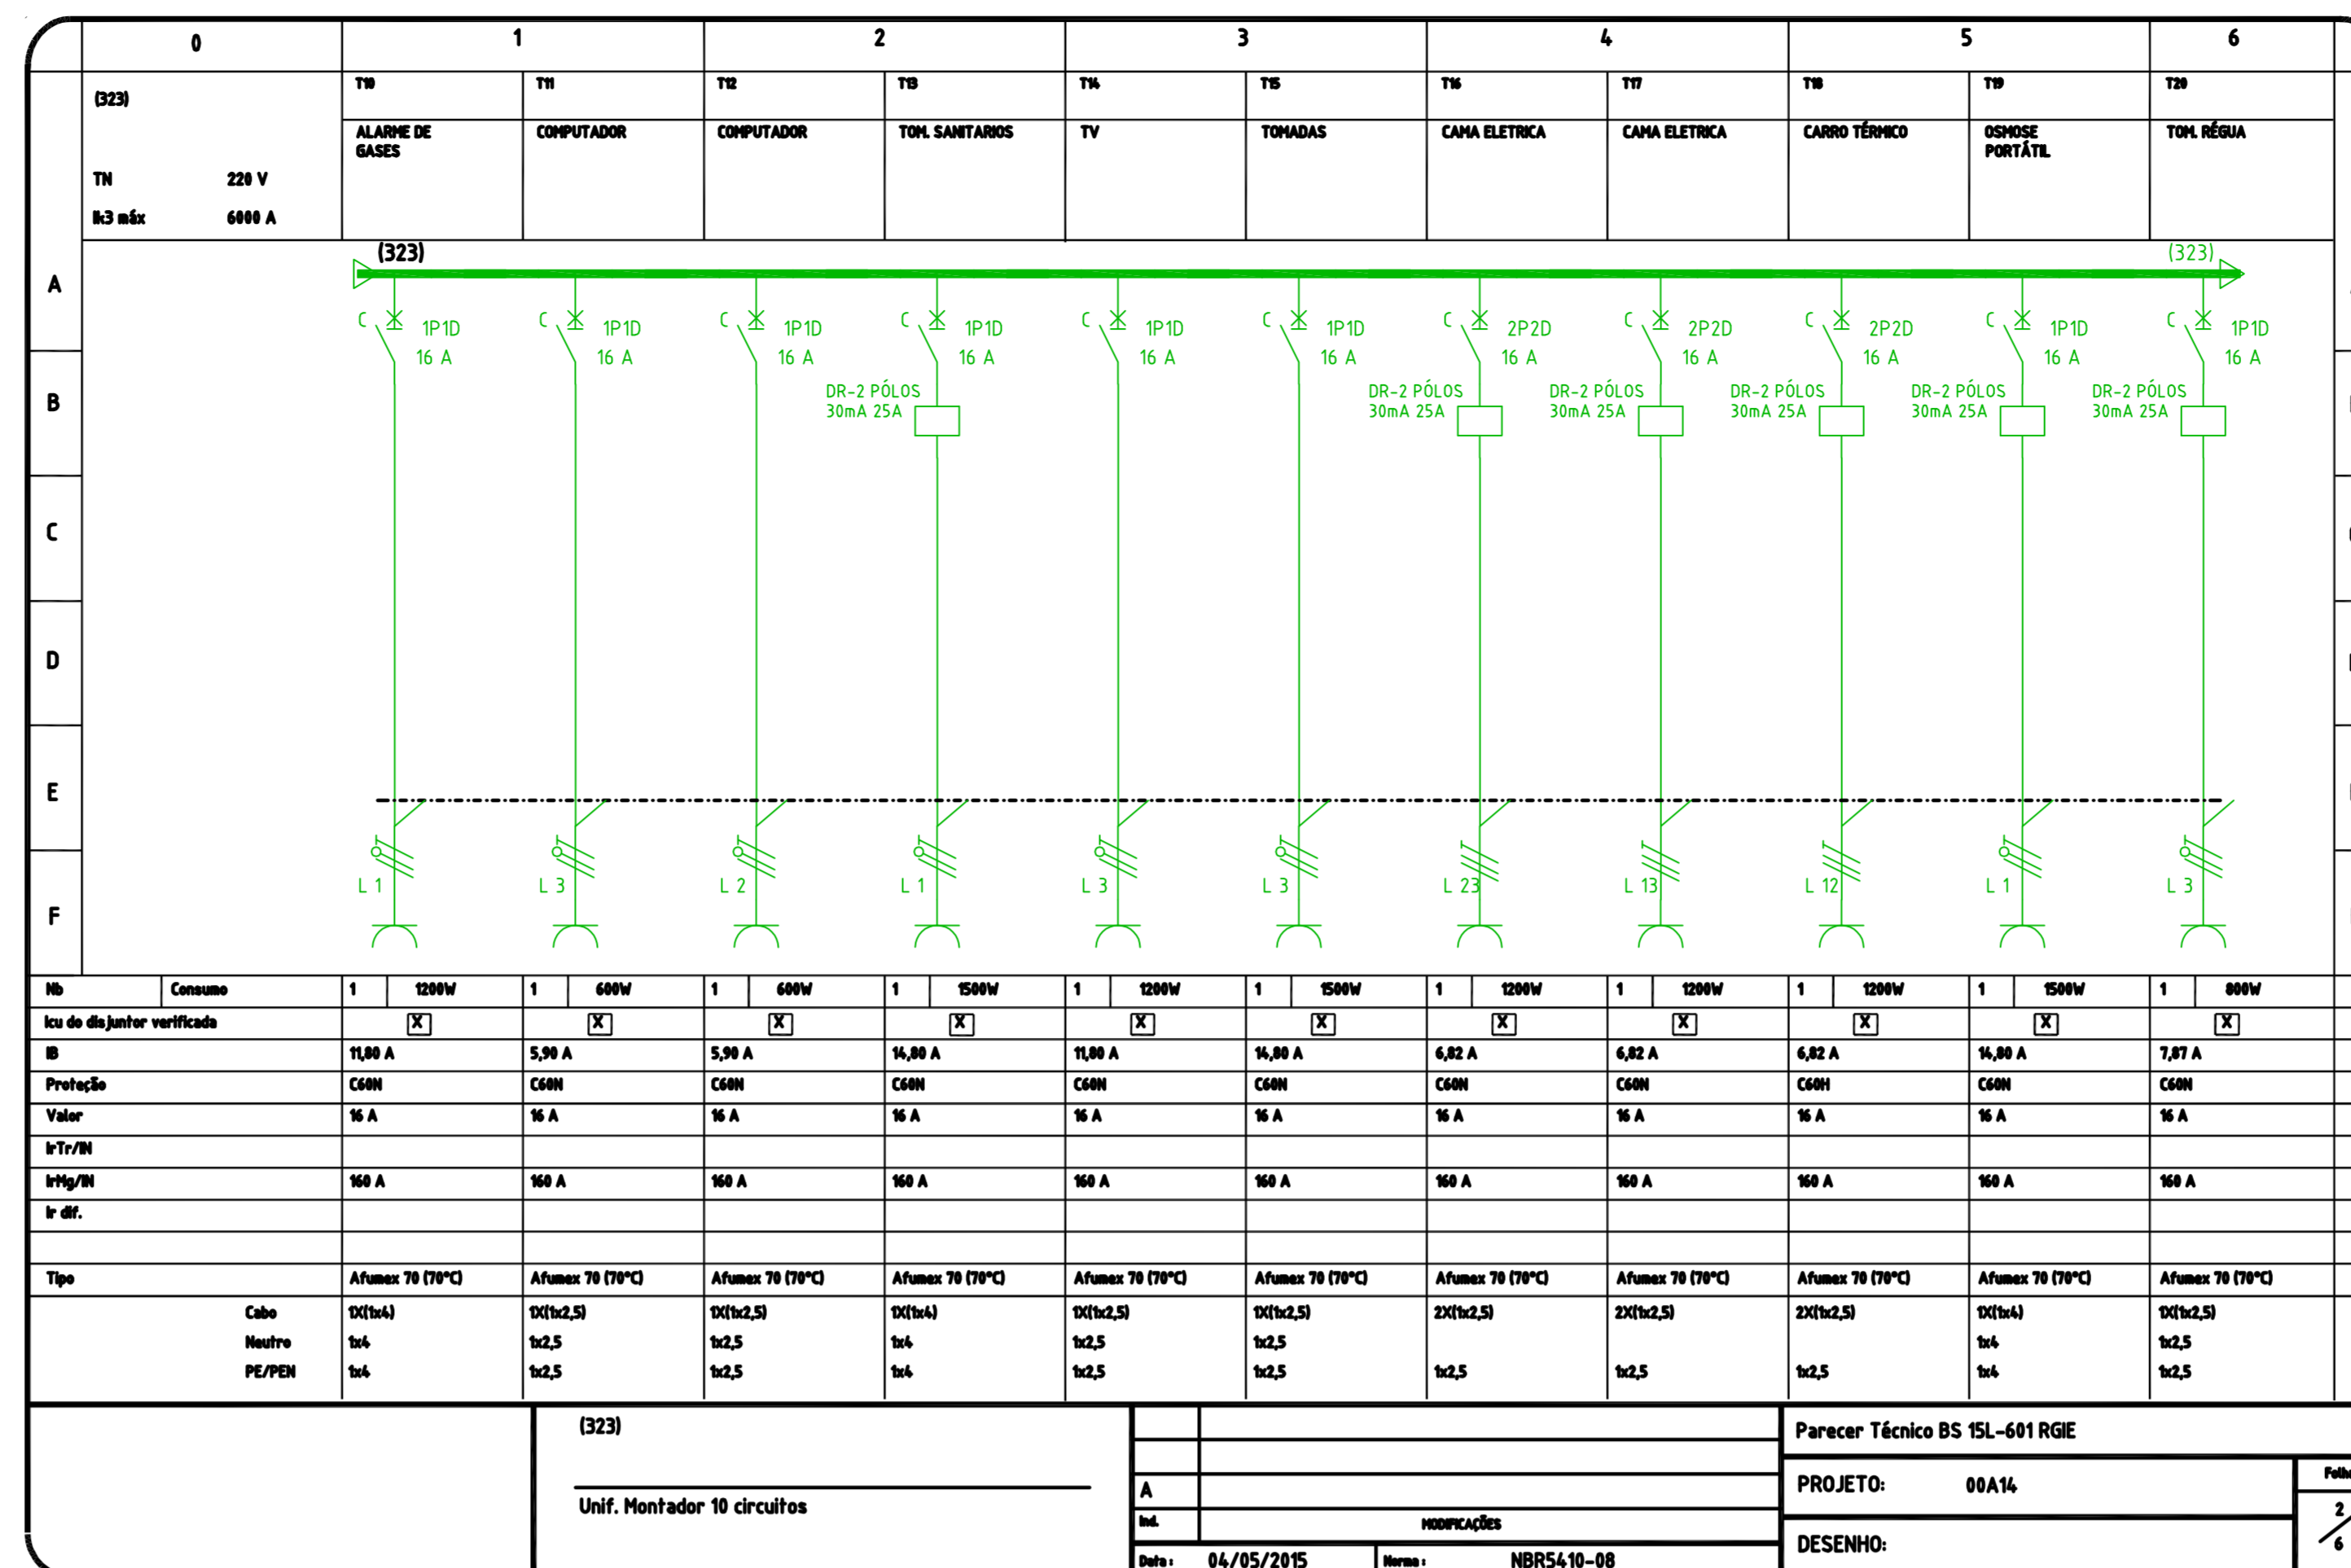 0 1 2 3 4 5 6
T10 T11 T12 T13 T14 T15 T16 T17 T18 T19 T20
(323)
ALARME DE COMPUTADOR COMPUTADOR TOM. SANITARIOS TV TOMADAS CAMA ELETRICA CAMA ELETRICA CARRO TÉRMICO OSMOSE TOM. RÉGUA
GASES PORTÁTIL
TN 220 V
Ik3 máx 6000 A
(323) (323)
A
C 1P1D C 1P1D C 1P1D C 1P1D C 1P1D C 1P1D C 2P2D C 2P2D C 2P2D C 1P1D C 1P1D
16 A 16 A 16 A 16 A 16 A 16 A 16 A 16 A 16 A 16 A 16 A
DR-2 PÓLOS DR-2 PÓLOS DR-2 PÓLOS DR-2 PÓLOS DR-2 PÓLOS DR-2 PÓLOS
B
30mA 25A 30mA 25A 30mA 25A 30mA 25A 30mA 25A 30mA 25A
C
D
E
L 1 L 3 L 2 L 1 L 3 L 3 L 23 L 13 L 12 L 1 L 3
F
Nb Consumo 1 1200W 1 600W 1 600W 1 1500W 1 1200W 1 1500W 1 1200W 1 1200W 1 1200W 1 1500W 1 800W
Icu do disjuntor verificada X X X X X X X X X X X
IB 11,80 A 5,90 A 5,90 A 14,80 A 11,80 A 14,80 A 6,82 A 6,82 A 6,82 A 14,80 A 7,87 A
Proteção C60N C60N C60N C60N C60N C60N C60N C60N C60H C60N C60N
Valor 16 A 16 A 16 A 16 A 16 A 16 A 16 A 16 A 16 A 16 A 16 A
IrTr/IN
IrMg/IN 160 A 160 A 160 A 160 A 160 A 160 A 160 A 160 A 160 A 160 A 160 A
Ir dif.
Tipo Afumex 70 (70°C) Afumex 70 (70°C) Afumex 70 (70°C) Afumex 70 (70°C) Afumex 70 (70°C) Afumex 70 (70°C) Afumex 70 (70°C) Afumex 70 (70°C) Afumex 70 (70°C) Afumex 70 (70°C) Afumex 70 (70°C)
Cabo 1X(1x4) 1X(1x2,5) 1X(1x2,5) 1X(1x4) 1X(1x2,5) 1X(1x2,5) 2X(1x2,5) 2X(1x2,5) 2X(1x2,5) 1X(1x4) 1X(1x2,5)
Neutro 1x4 1x2,5 1x2,5 1x4 1x2,5 1x2,5 1x4 1x2,5
PE/PEN 1x4 1x2,5 1x2,5 1x4 1x2,5 1x2,5 1x2,5 1x2,5 1x2,5 1x4 1x2,5
(323)
Unif. Montador 10 circuitos
A
Ind. MODIFICAÇÕES
Data : 04/05/2015 Norma : NBR5410-08
Parecer Técnico BS 15L-601 RGIE
PROJETO: 00A14
DESENHO:
2
6